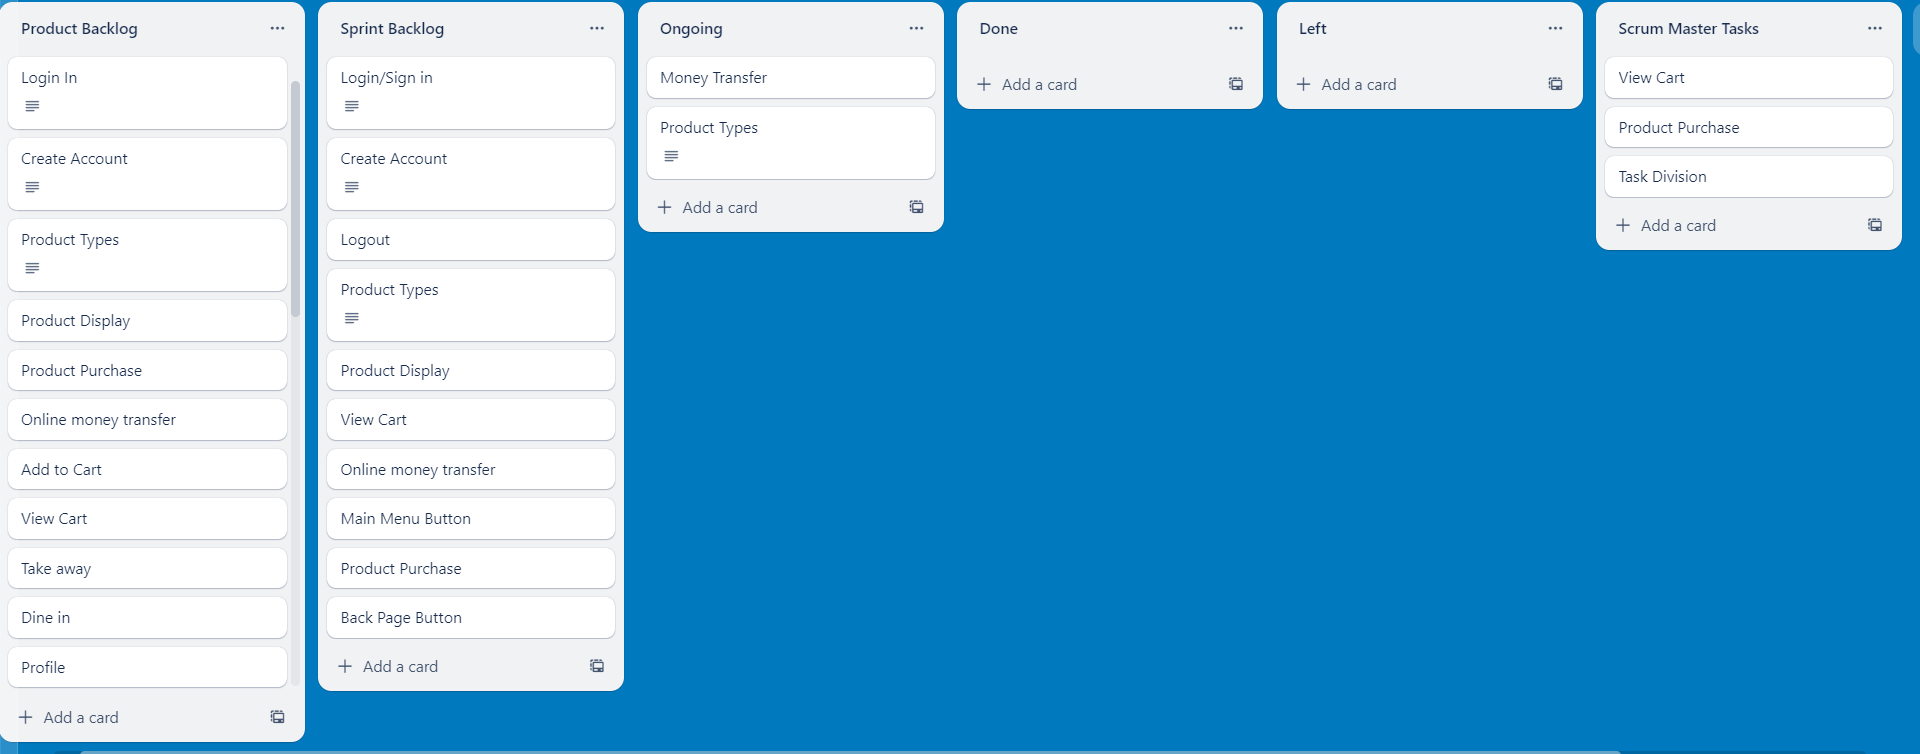 Product Backlog
Login In
Create Account
Product Types
Product Display
Product Purchase
Online money transfer
Add to Cart
View Cart
Take away
Dine in
Profile
Add a card
Sprint Backlog
Login/Sign in
Create Account
Logout
Product Types
Product Display
View Cart
Online money transfer
Main Menu Button
Product Purchase
Back Page Button
Add a card
Ongoing
Money Transfer
Product Types
Add a card
Done
Add a card
Left
Add a card
Scrum Master Tasks
View Cart
Product Purchase
Task Division
Add a card